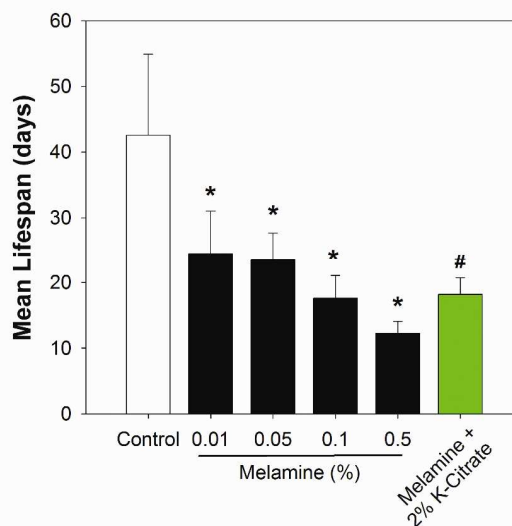 Mean Lifespan (days)
60
50
40
30
20
10
0
*
*
*
*
#
Control 0.01 0.05 0.1 0.5
Melamine (%)
Melamine +
2% K-Citrate